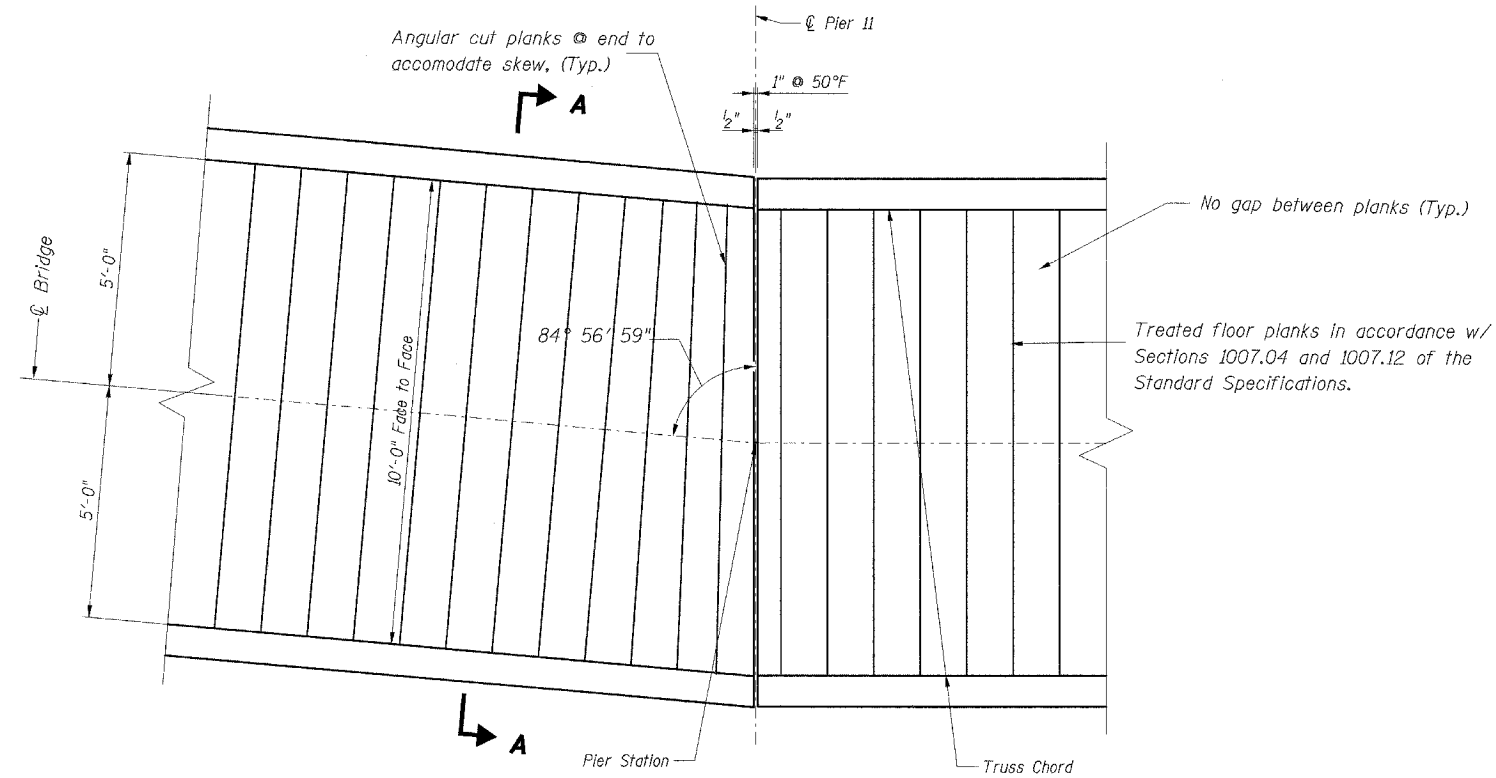 ℄ Pier 11
Angular cut planks @ end to
accomodate skew, (Typ.)
1" @ 50°F
A
½"
½"
No gap between planks (Typ.)
℄ Bridge
5'-0"
84° 56' 59"
Treated floor planks in accordance w/
Sections 1007.04 and 1007.12 of the
Standard Specifications.
10'-0" Face to Face
5'-0"
A
Pier Station
Truss Chord